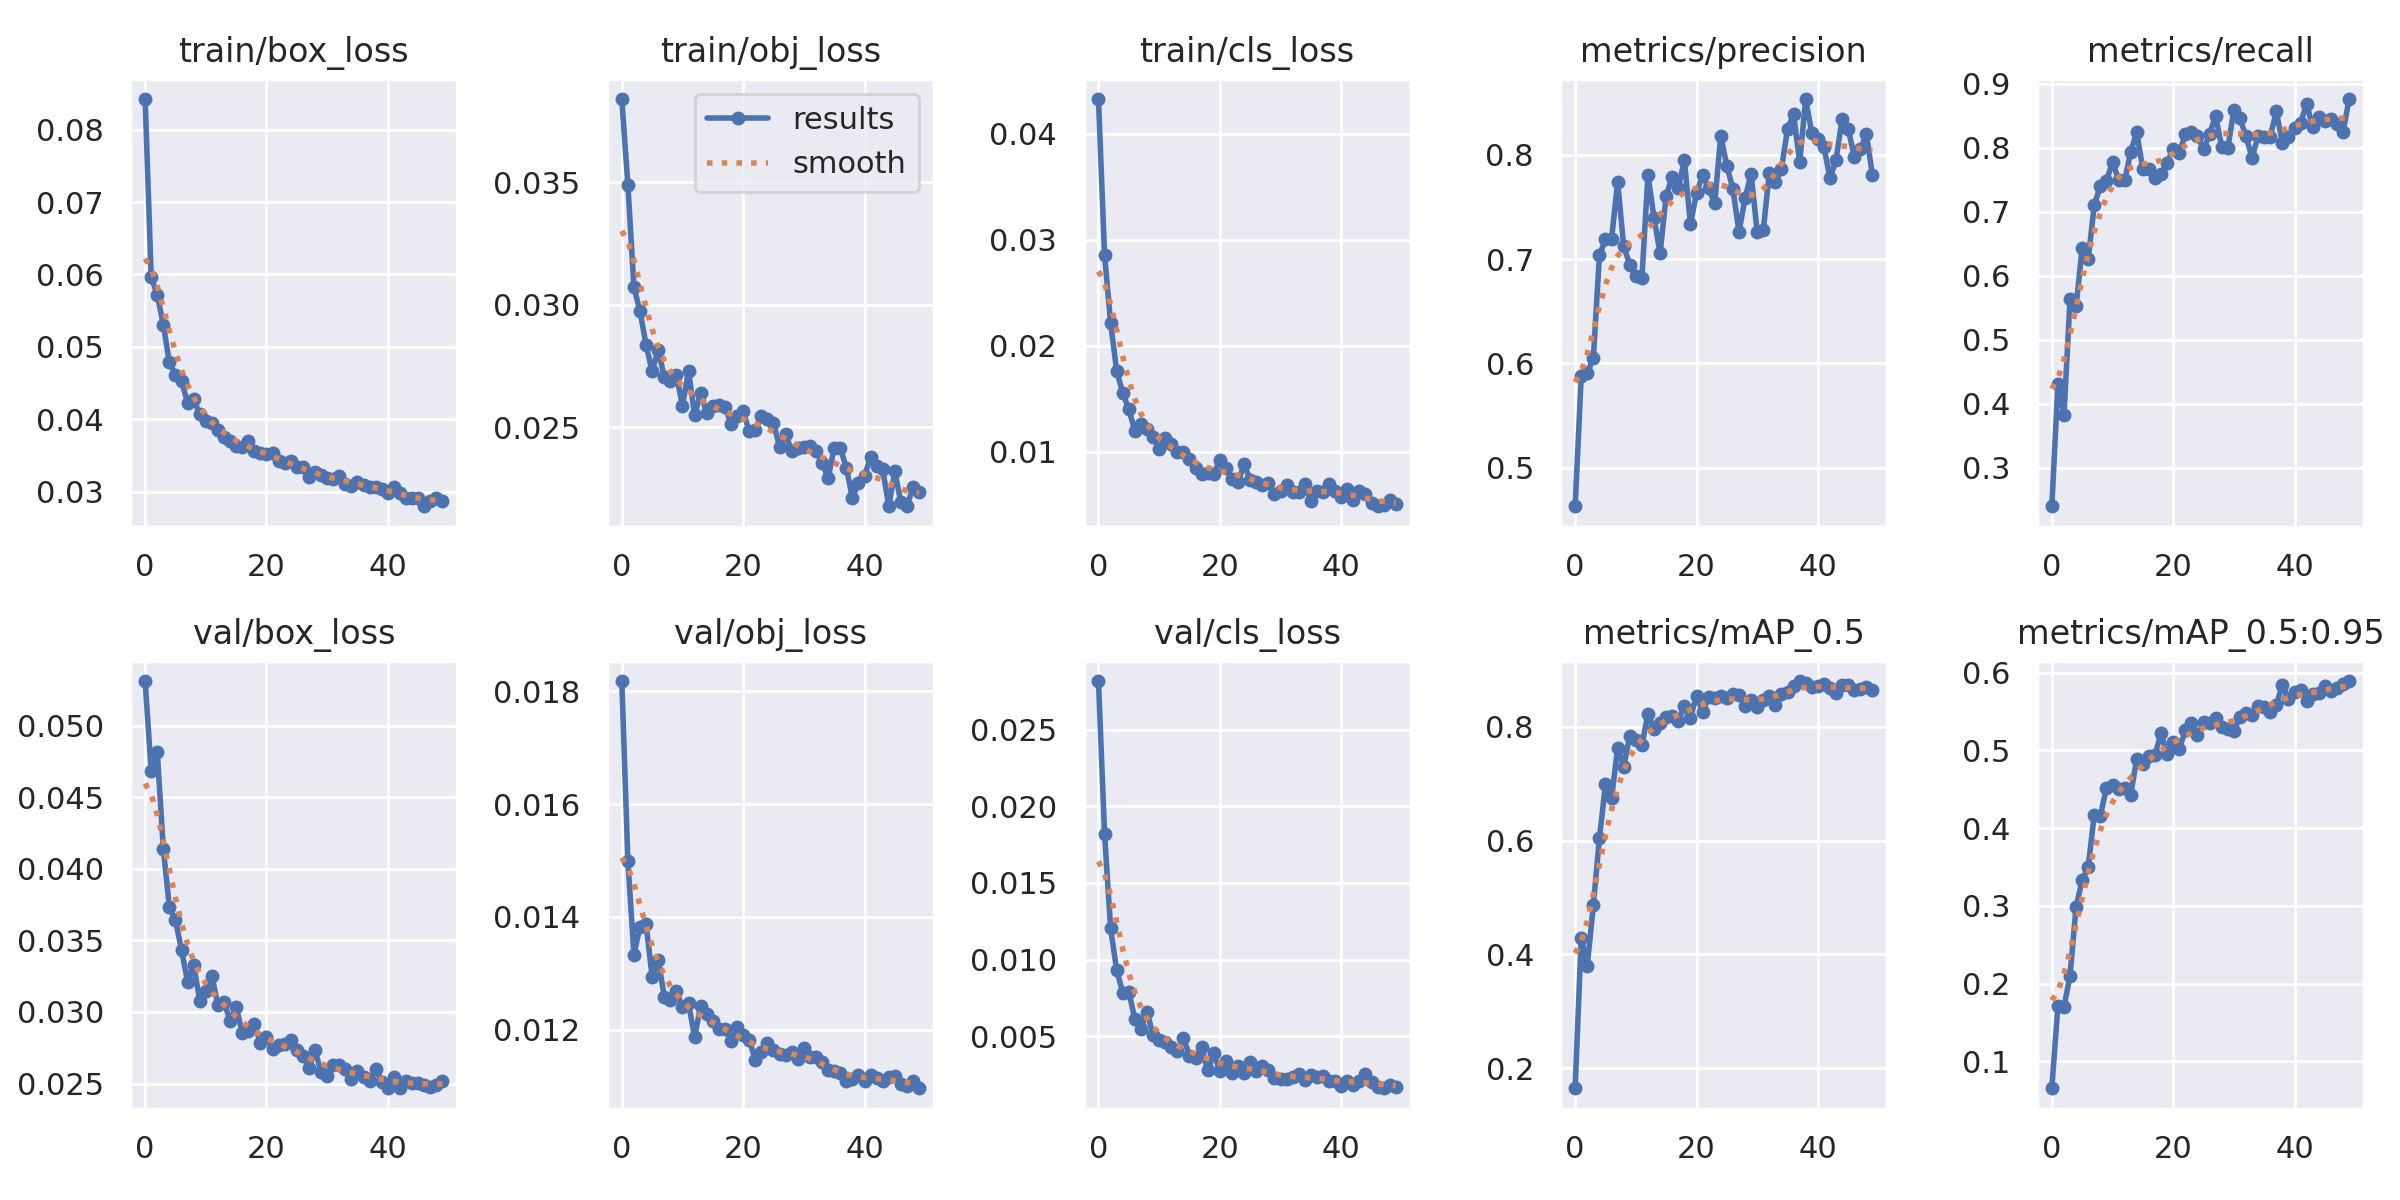 train/box_loss
0.08
0.07
0.06
0.05
0.04
0.03
0 20 40
train/obj_loss
results
smooth
0.035
0.030
0.025
0 20 40
train/cls_loss
0.04
0.03
0.02
0.01
0 20 40
metrics/precision
0.8
0.7
0.6
0.5
0 20 40
metrics/recall
0.9
0.8
0.7
0.6
0.5
0.4
0.3
0 20 40
val/box_loss
0.050
0.045
0.040
0.035
0.030
0.025
0 20 40
val/obj_loss
0.018
0.016
0.014
0.012
0 20 40
val/cls_loss
0.025
0.020
0.015
0.010
0.005
0 20 40
metrics/mAP_0.5
0.8
0.6
0.4
0.2
0 20 40
metrics/mAP_0.5:0.95
0.6
0.5
0.4
0.3
0.2
0.1
0 20 40